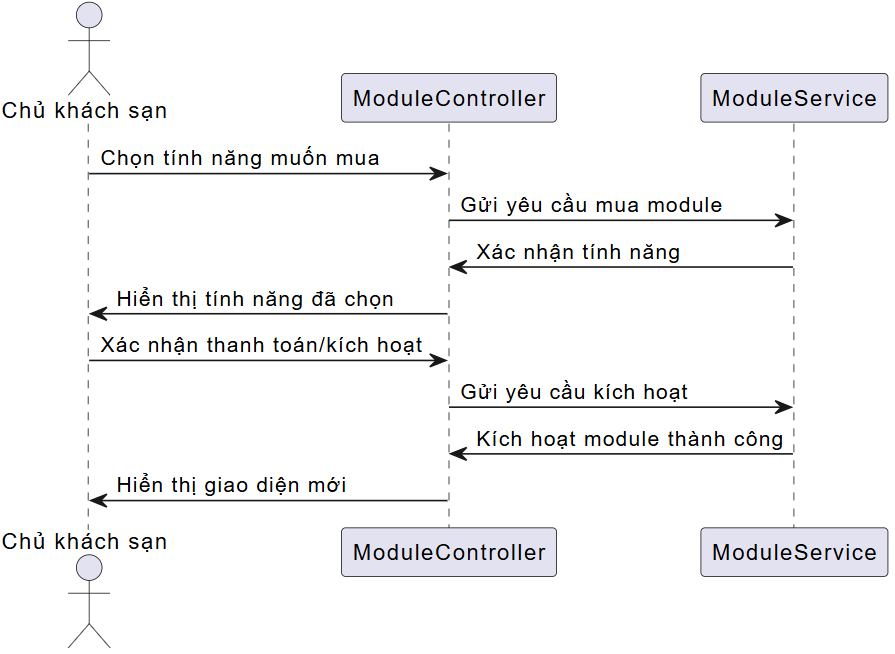 Chủ khách sạn
ModuleController
ModuleService
Chọn tính năng muốn mua
Gửi yêu cầu mua module
Xác nhận tính năng
Hiển thị tính năng đã chọn
Xác nhận thanh toán/kích hoạt
Gửi yêu cầu kích hoạt
Kích hoạt module thành công
Hiển thị giao diện mới
Chủ khách sạn
ModuleController
ModuleService